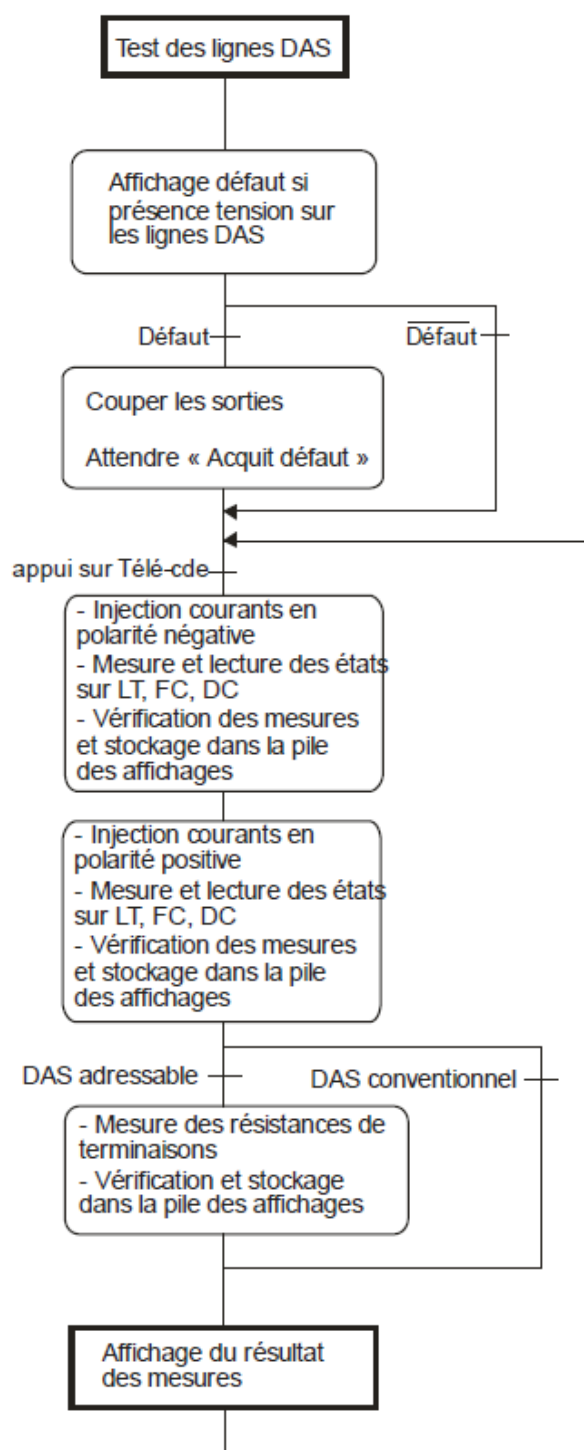 Test des lignes DAS
Affichage défaut si
présence tension sur
les lignes DAS
Défaut
Défaut
Couper les sorties
Attendre « Acquit défaut »
appui sur Télé-cde
- Injection courants en
polarité négative
- Mesure et lecture des états
sur LT, FC, DC
- Vérification des mesures
et stockage dans la pile
des affichages
- Injection courants en
polarité positive
- Mesure et lecture des états
sur LT, FC, DC
- Vérification des mesures
et stockage dans la pile
des affichages
DAS adressable
DAS conventionnel
- Mesure des résistances de
terminaisons
- Vérification et stockage
dans la pile des affichages
Affichage du résultat
des mesures